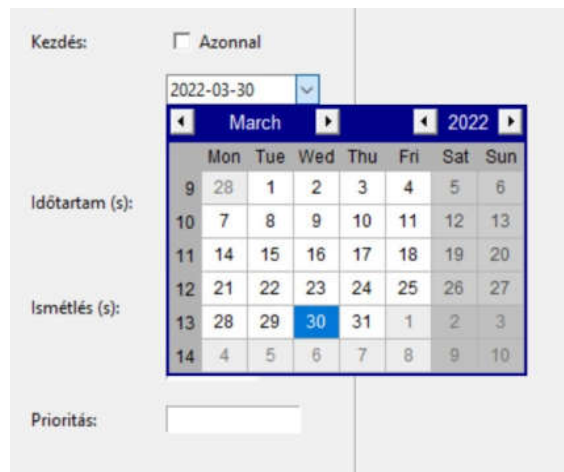 Kezdés: Azonnal
2022-03-30
March 2022
Mon Tue Wed Thu Fri Sat Sun
9 28 1 2 3 4 5 6
Időtartam (s):
10 7 8 9 10 11 12 13
11 14 15 16 17 18 19 20
12 21 22 23 24 25 26 27
Ismétlés (s):
13 28 29 30 31 1 2 3
14 4 5 6 7 8 9 10
Prioritás: